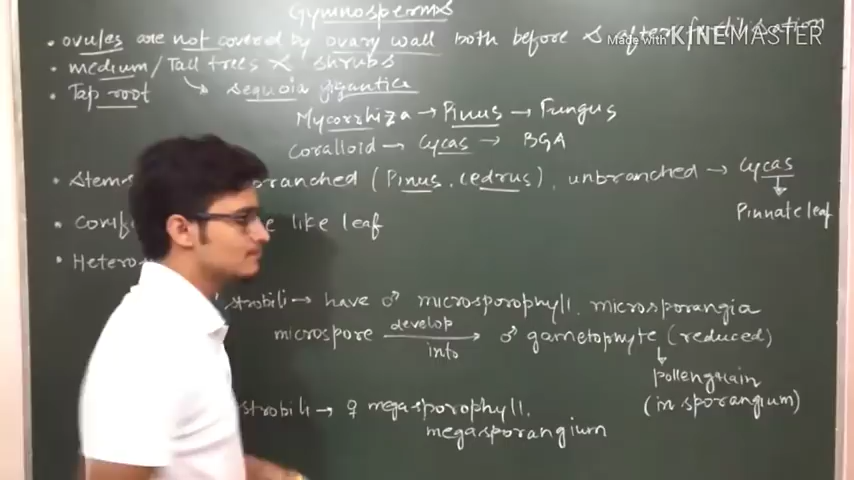 Gymnosperms
• ovules are not covered by ovary wall both before & after fertilisation
Made with KINEMASTER
• medium/Tall trees & shrubs
• Tap root → sequoia gigantica
Mycorrhiza → Pinus → Fungus
Coralloid → Cycas → BGA
• Stems branched (Pinus, cedrus), unbranched → Cycas
Pinnate leaf
• like leaf
• Heteros
strobili → have ♂ microsporophyll, microsporangia
microspore develop into → ♂ gametophyte (reduced)
pollengrain
(in sporangium)
strobili → ♀ megasporophyll,
megasporangium